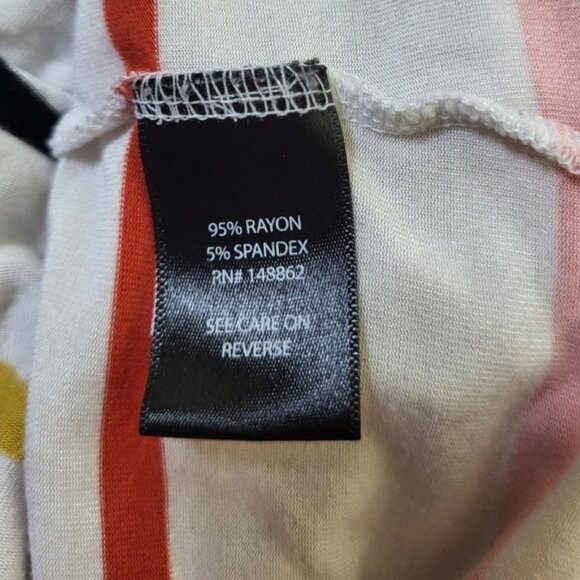 95% RAYON
5% SPANDEX
RN# 148862
SEE CARE ON
REVERSE